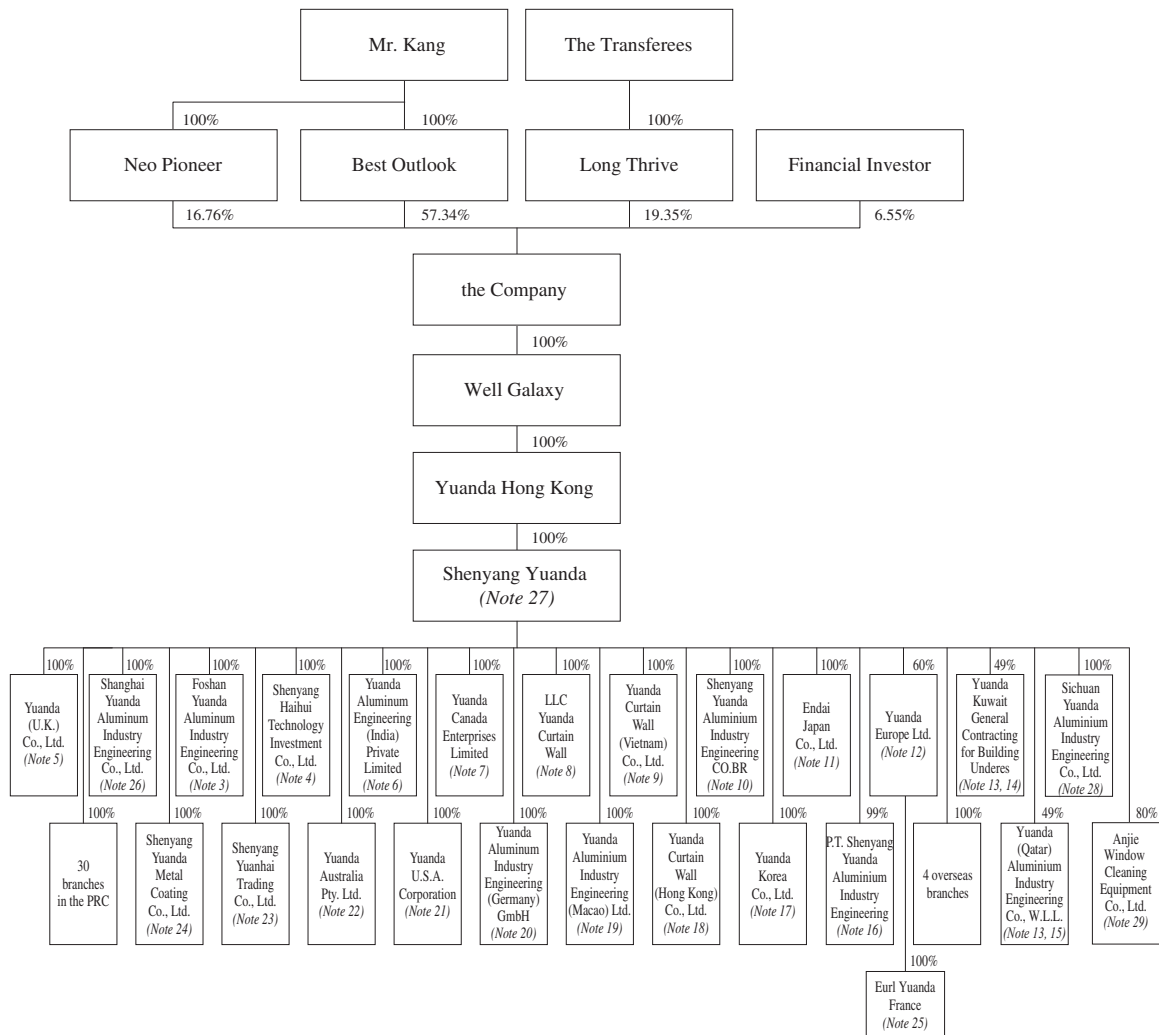 Mr. Kang
The Transferees
100%
100%
100%
Neo Pioneer
Best Outlook
Long Thrive
Financial Investor
16.76%
57.34%
19.35%
6.55%
the Company
100%
Well Galaxy
100%
Yuanda Hong Kong
100%
Shenyang Yuanda
(Note 27)
100%
Yuanda
(U.K.)
Co., Ltd.
(Note 5)
100%
Shanghai
Yuanda
Aluminum
Industry
Engineering
Co., Ltd.
(Note 26)
100%
Foshan
Yuanda
Aluminum
Industry
Engineering
Co., Ltd.
(Note 3)
100%
Shenyang
Haihui
Technology
Investment
Co., Ltd.
(Note 4)
100%
Yuanda
Aluminum
Engineering
(India)
Private
Limited
(Note 6)
100%
Yuanda
Canada
Enterprises
Limited
(Note 7)
100%
LLC
Yuanda
Curtain
Wall
(Note 8)
100%
Yuanda
Curtain
Wall
(Vietnam)
Co., Ltd.
(Note 9)
100%
Shenyang
Yuanda
Aluminium
Industry
Engineering
CO.BR
(Note 10)
100%
Endai
Japan
Co., Ltd.
(Note 11)
60%
Yuanda
Europe Ltd.
(Note 12)
49%
Yuanda
Kuwait
General
Contracting
for Building
Underes
(Note 13, 14)
100%
Sichuan
Yuanda
Aluminium
Industry
Engineering
Co., Ltd.
(Note 28)
100%
30
branches
in the PRC
100%
Shenyang
Yuanda
Metal
Coating
Co., Ltd.
(Note 24)
100%
Shenyang
Yuanhai
Trading
Co., Ltd.
(Note 23)
100%
Yuanda
Australia
Pty. Ltd.
(Note 22)
100%
Yuanda
U.S.A.
Corporation
(Note 21)
100%
Yuanda
Aluminum
Industry
Engineering
(Germany)
GmbH
(Note 20)
100%
Yuanda
Aluminium
Industry
Engineering
(Macao) Ltd.
(Note 19)
100%
Yuanda
Curtain
Wall
(Hong Kong)
Co., Ltd.
(Note 18)
100%
Yuanda
Korea
Co., Ltd.
(Note 17)
99%
P.T. Shenyang
Yuanda
Aluminium
Industry
Engineering
(Note 16)
100%
4 overseas
branches
49%
Yuanda
(Qatar)
Aluminium
Industry
Engineering
Co., W.L.L.
(Note 13, 15)
80%
Anjie
Window
Cleaning
Equipment
Co., Ltd.
(Note 29)
100%
Eurl Yuanda
France
(Note 25)